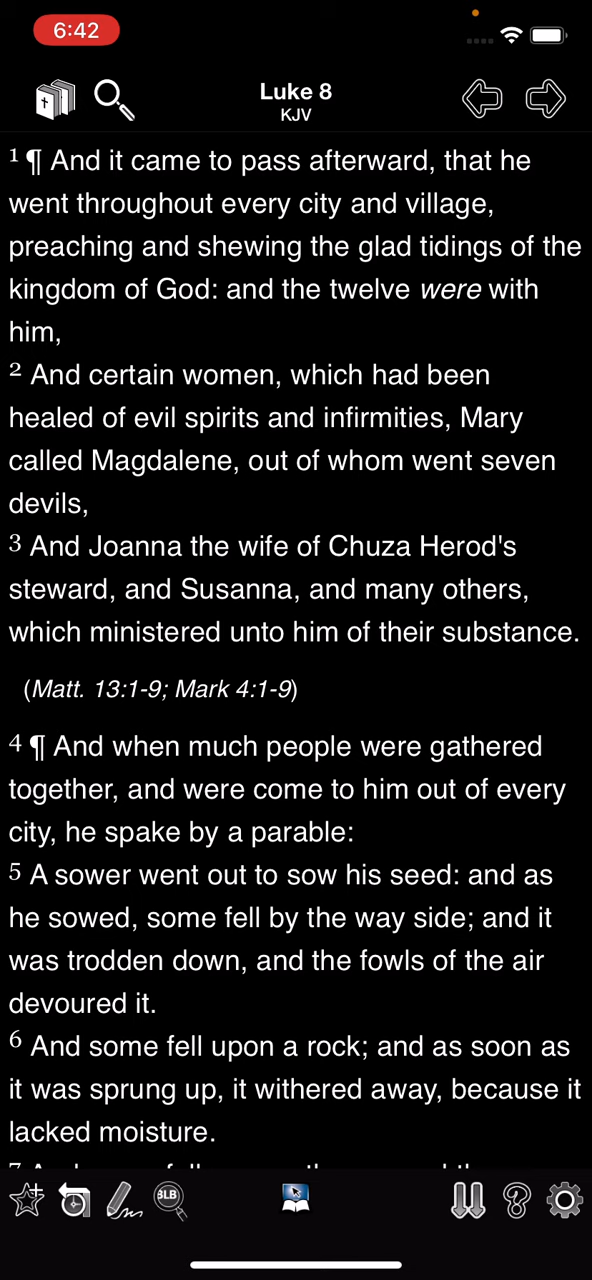 6:42
Luke 8
KJV
1 ¶ And it came to pass afterward, that he
went throughout every city and village,
preaching and shewing the glad tidings of the
kingdom of God: and the twelve were with
him,
2 And certain women, which had been
healed of evil spirits and infirmities, Mary
called Magdalene, out of whom went seven
devils,
3 And Joanna the wife of Chuza Herod's
steward, and Susanna, and many others,
which ministered unto him of their substance.
(Matt. 13:1-9; Mark 4:1-9)
4 ¶ And when much people were gathered
together, and were come to him out of every
city, he spake by a parable:
5 A sower went out to sow his seed: and as
he sowed, some fell by the way side; and it
was trodden down, and the fowls of the air
devoured it.
6 And some fell upon a rock; and as soon as
it was sprung up, it withered away, because it
lacked moisture.
BLB